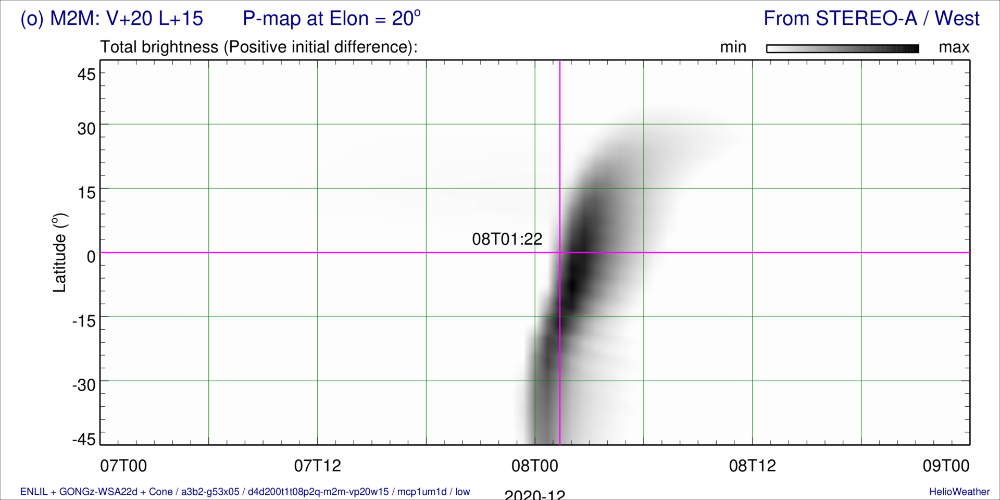 (o) M2M: V+20 L+15 P-map at Elon = 20° From STEREO-A / West
Total brightness (Positive initial difference): min max
45
30
15
08T01:22
0
Latitude (°)
-15
-30
-45
07T00 07T12 08T00 08T12 09T00
ENLIL + GONGz-WSA22d + Cone / a3b2-g53x05 / d4d200t1t08p2q-m2m-vp20w15 / mcp1um1d / low 2020-12 HelioWeather